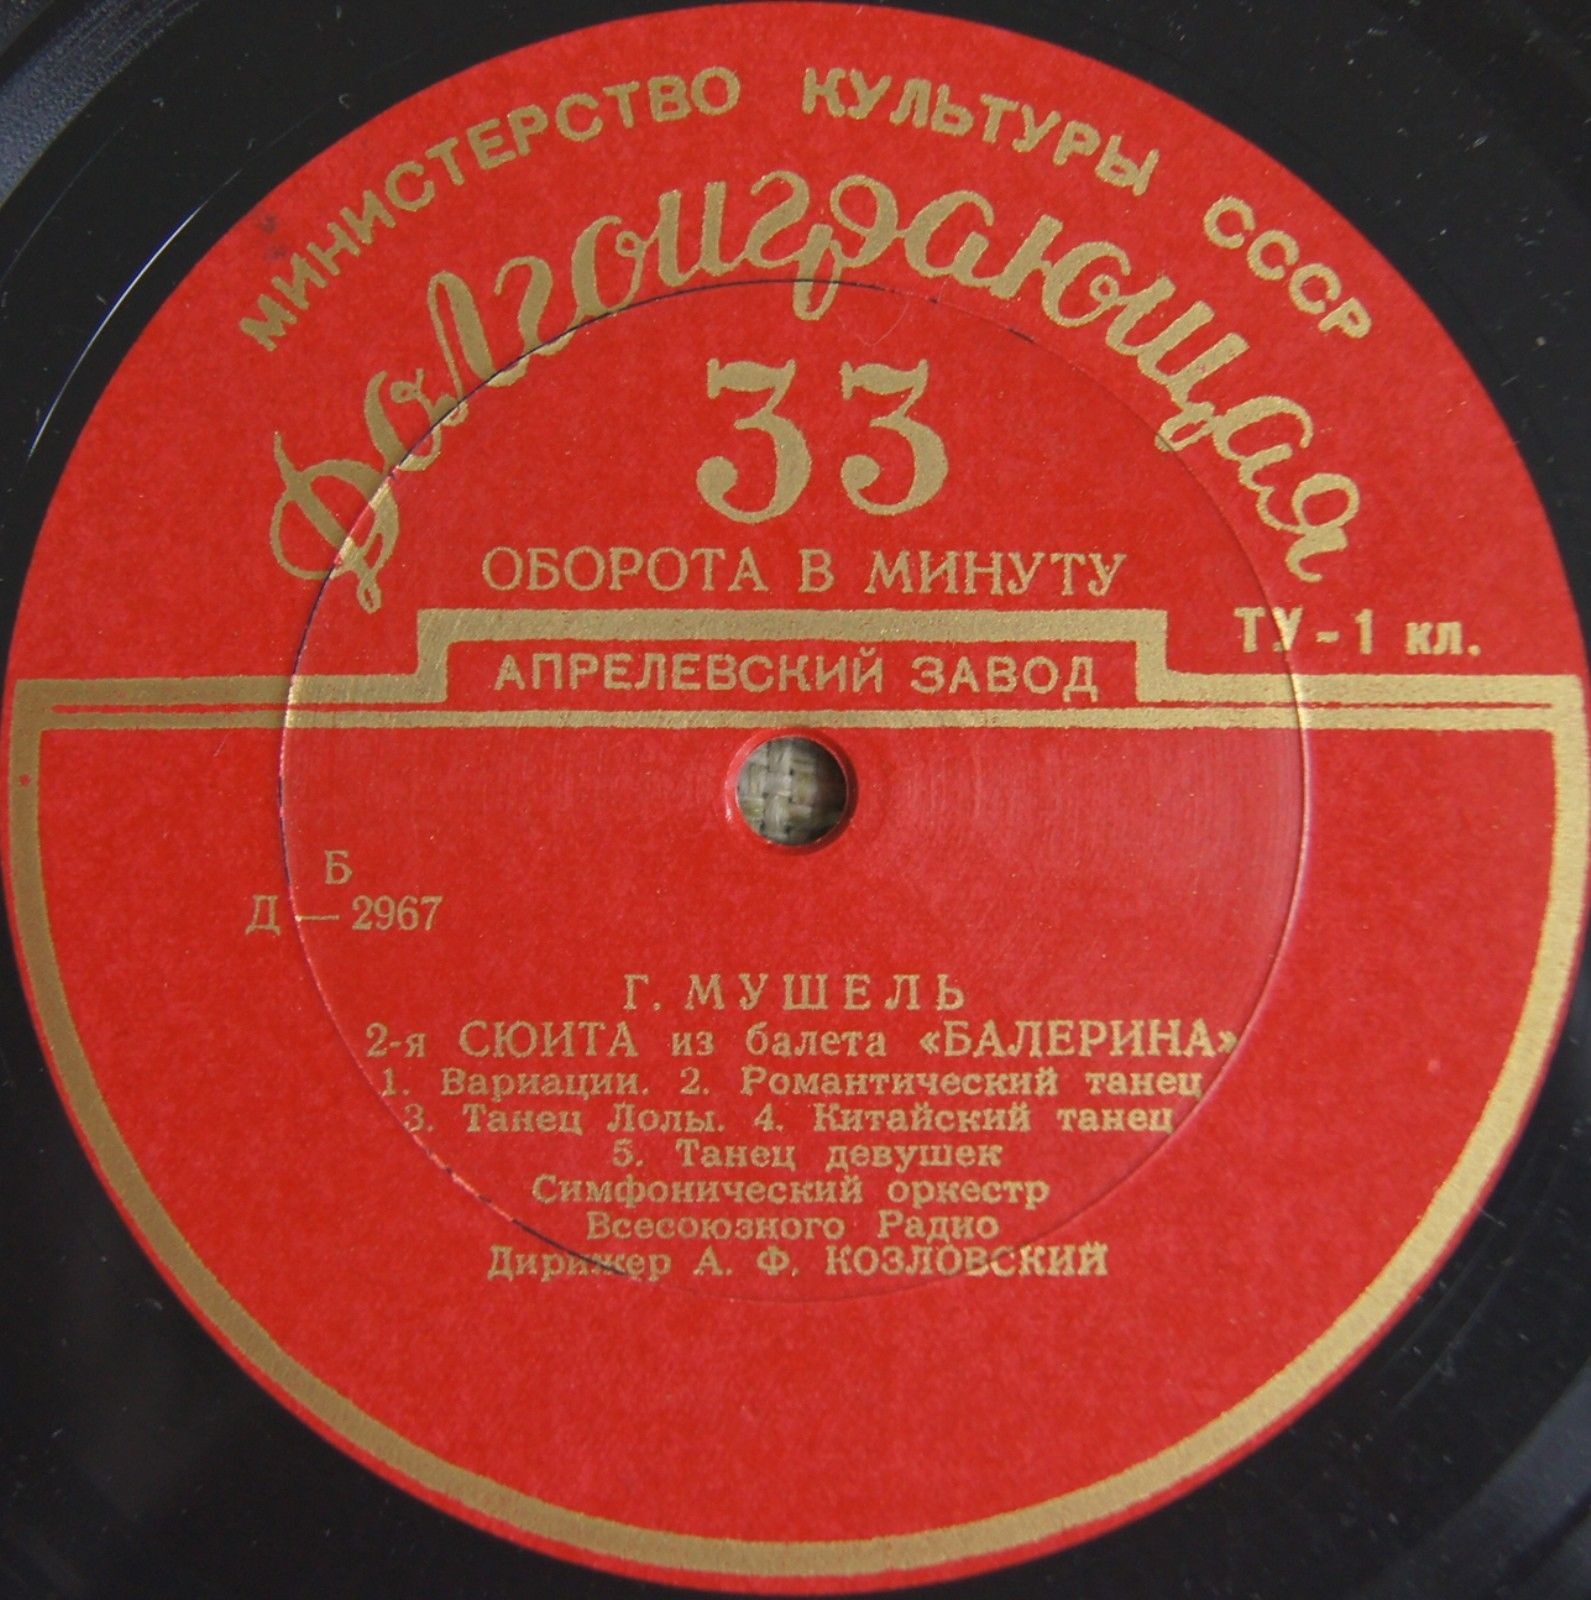 МИНИСТЕРСТВО КУЛЬТУРЫ СССР
Долгоиграющая
33
ОБОРОТА В МИНУТУ
ТУ-1 кл.
АПРЕЛЕВСКИЙ ЗАВОД
Б
Д — 2967
Г. МУШЕЛЬ
2-я СЮИТА из балета «БАЛЕРИНА»
1. Вариации. 2. Романтический танец
3. Танец Лолы. 4. Китайский танец
5. Танец девушек
Симфонический оркестр
Всесоюзного Радио
Дирижер А. Ф. КОЗЛОВСКИЙ